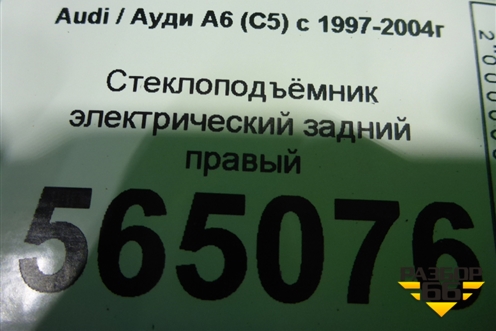 Audi / Ауди А6 (С5) с 1997-2004г
Стеклоподъёмник
электрический задний
правый
565076
РАЗБОР
66